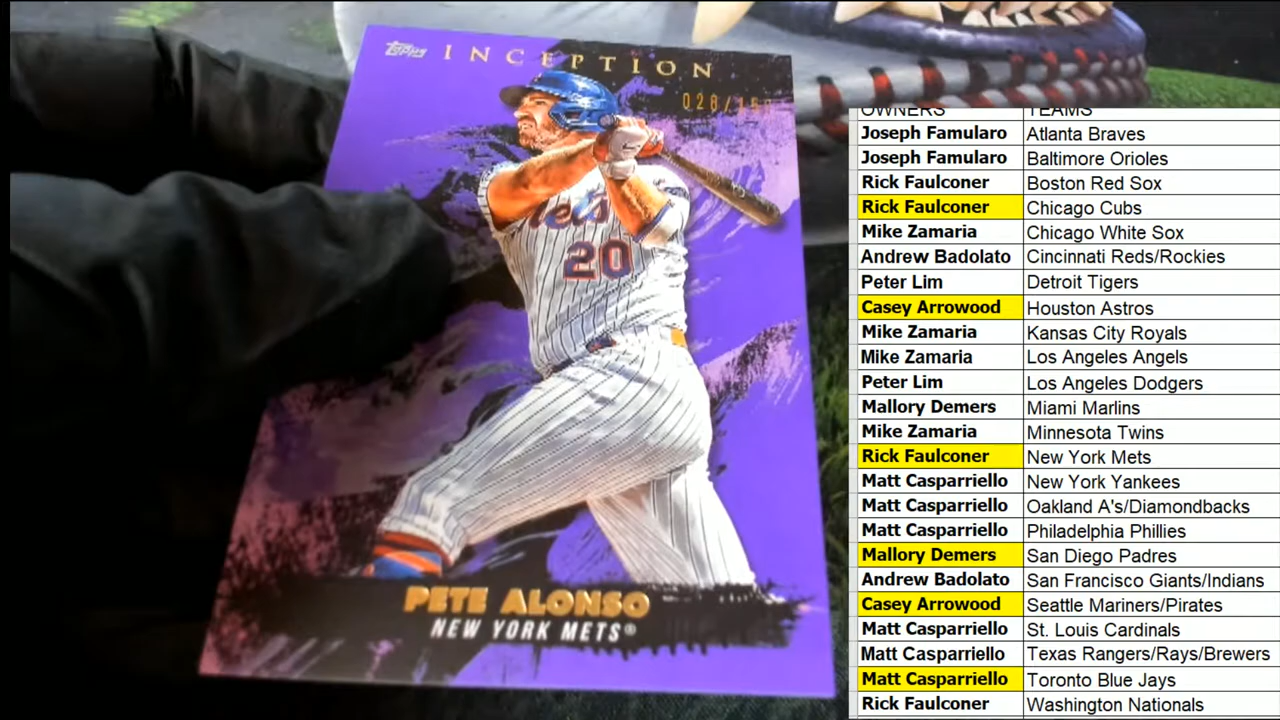 Topps INCEPTION
Mets
20
PETE ALONSO
NEW YORK METS®
OWNERS TEAMS
Joseph Famularo Atlanta Braves
Joseph Famularo Baltimore Orioles
Rick Faulconer Boston Red Sox
Rick Faulconer Chicago Cubs
Mike Zamaria Chicago White Sox
Andrew Badolato Cincinnati Reds/Rockies
Peter Lim Detroit Tigers
Casey Arrowood Houston Astros
Mike Zamaria Kansas City Royals
Mike Zamaria Los Angeles Angels
Peter Lim Los Angeles Dodgers
Mallory Demers Miami Marlins
Mike Zamaria Minnesota Twins
Rick Faulconer New York Mets
Matt Casparriello New York Yankees
Matt Casparriello Oakland A's/Diamondbacks
Matt Casparriello Philadelphia Phillies
Mallory Demers San Diego Padres
Andrew Badolato San Francisco Giants/Indians
Casey Arrowood Seattle Mariners/Pirates
Matt Casparriello St. Louis Cardinals
Matt Casparriello Texas Rangers/Rays/Brewers
Matt Casparriello Toronto Blue Jays
Rick Faulconer Washington Nationals